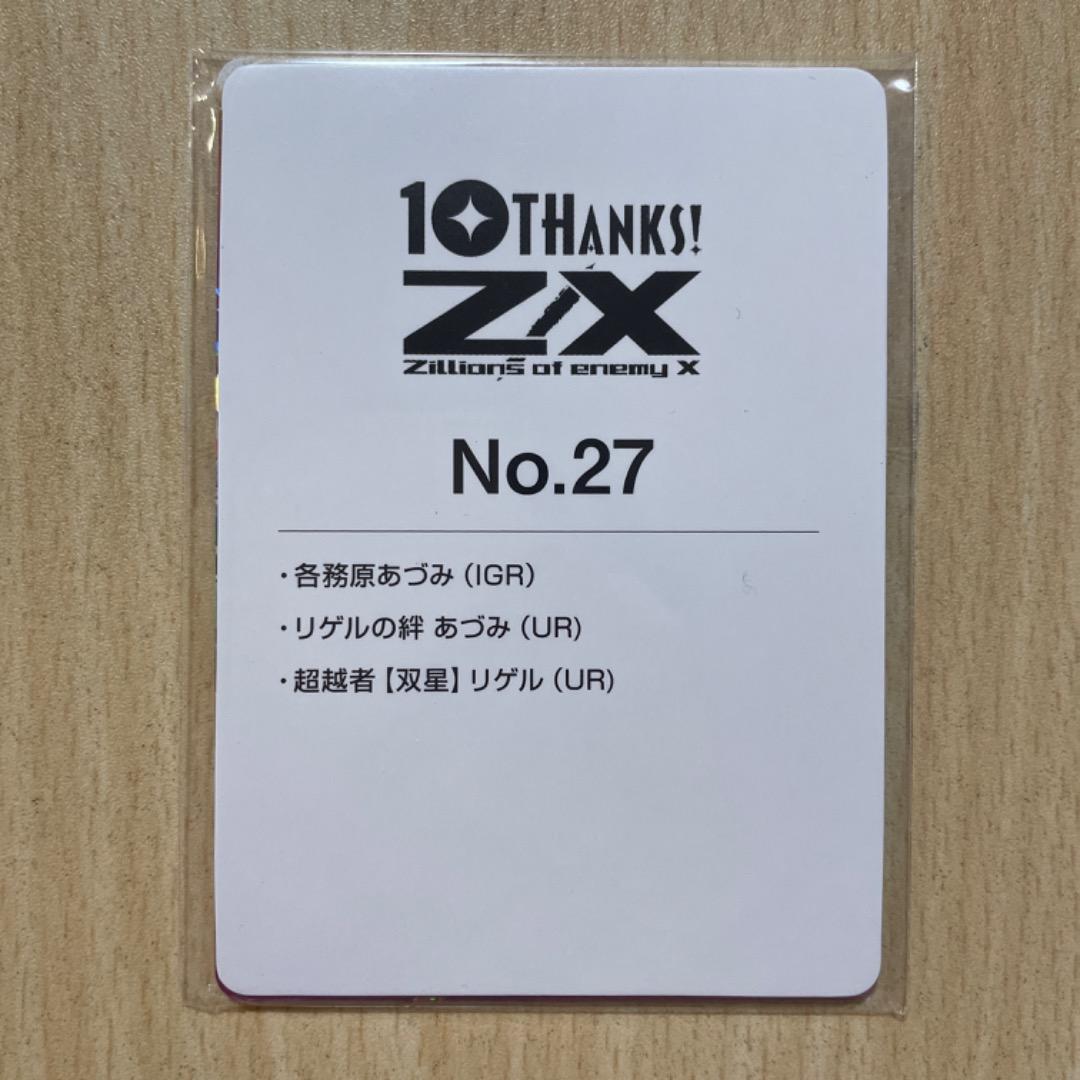 10THANKS!
Z/X
Zillions of enemy X
No.27
・各務原あづみ（IGR）
・リゲルの絆 あづみ（UR）
・超越者【双星】リゲル（UR）